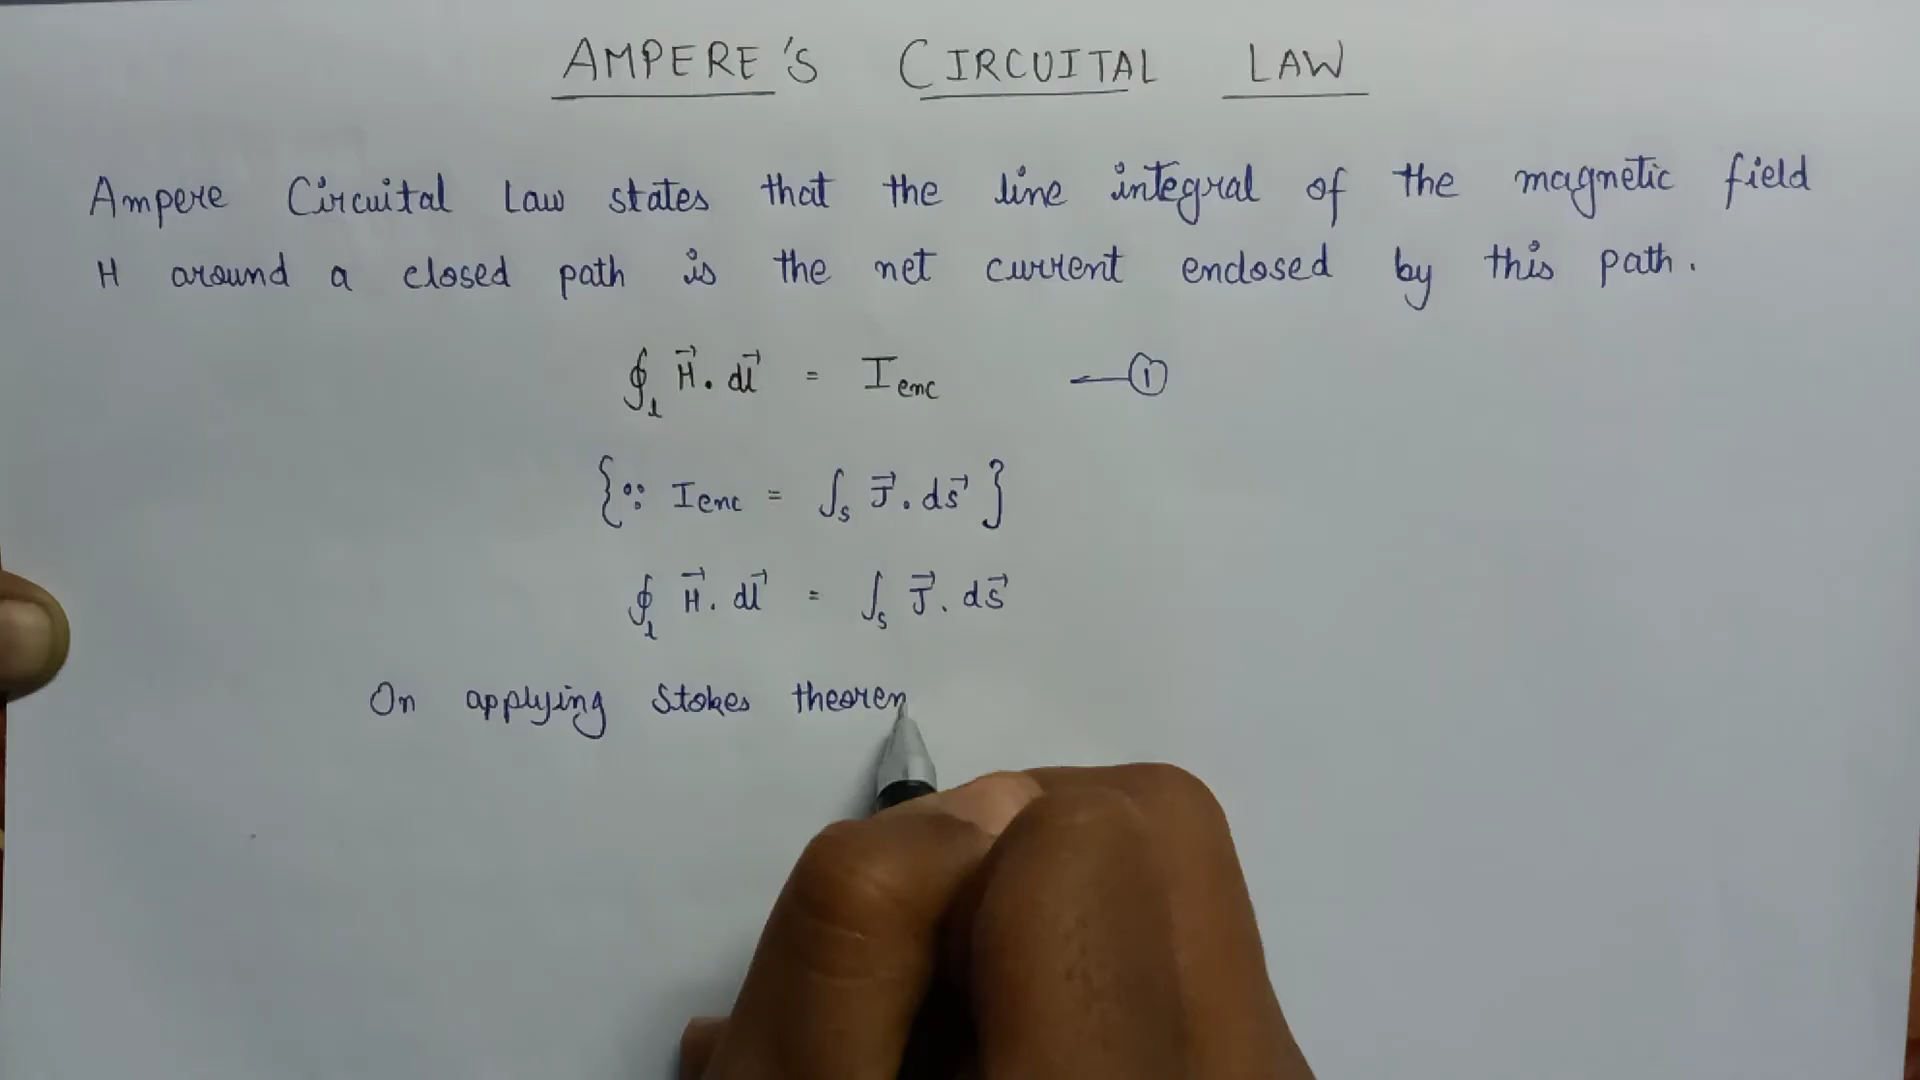 AMPERE'S CIRCUITAL LAW
Ampere Circuital Law states that the line integral of the magnetic field
H around a closed path is the net current enclosed by this path.
∮ₗ H⃗ . dl⃗ = Ienc —①
{∵ Ienc = ∫ₛ J⃗ . ds⃗ }
∮ₗ H⃗ . dl⃗ = ∫ₛ J⃗ . ds⃗
On applying Stokes theorem